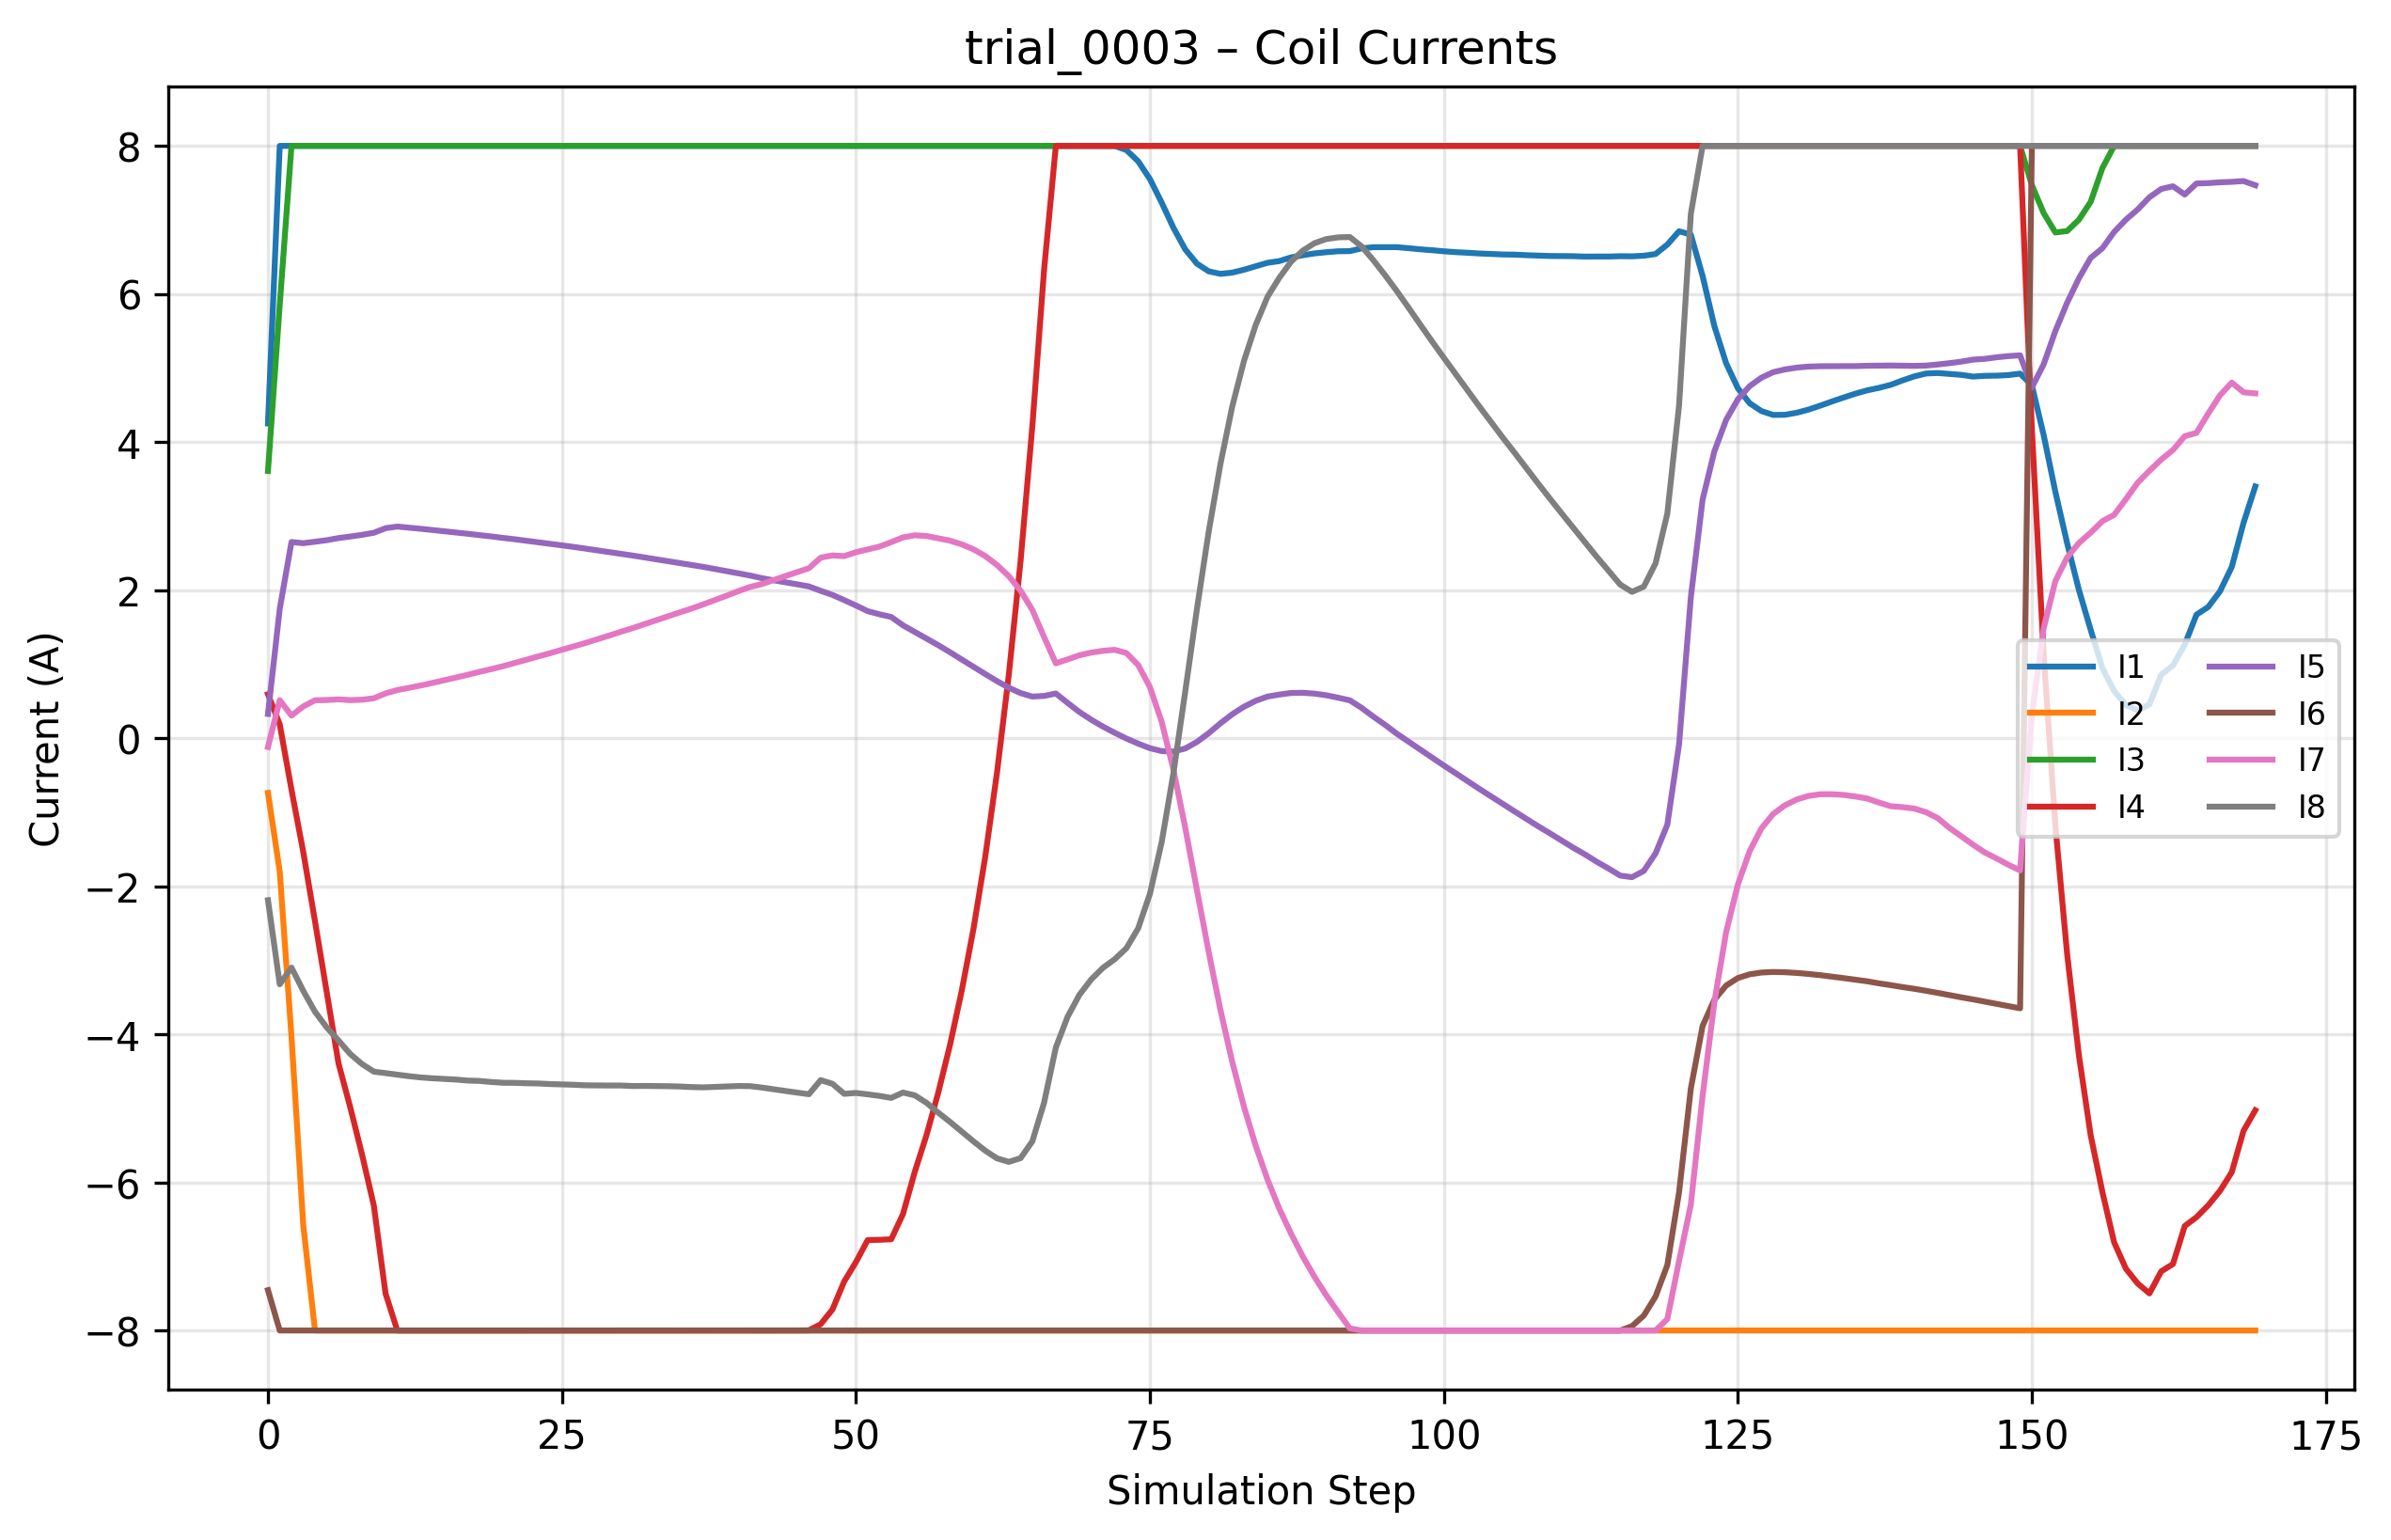 trial_0003 – Coil Currents
Current (A)
8
6
4
2
0
−2
−4
−6
−8
I1
I2
I3
I4
I5
I6
I7
I8
0 25 50 75 100 125 150 175
Simulation Step